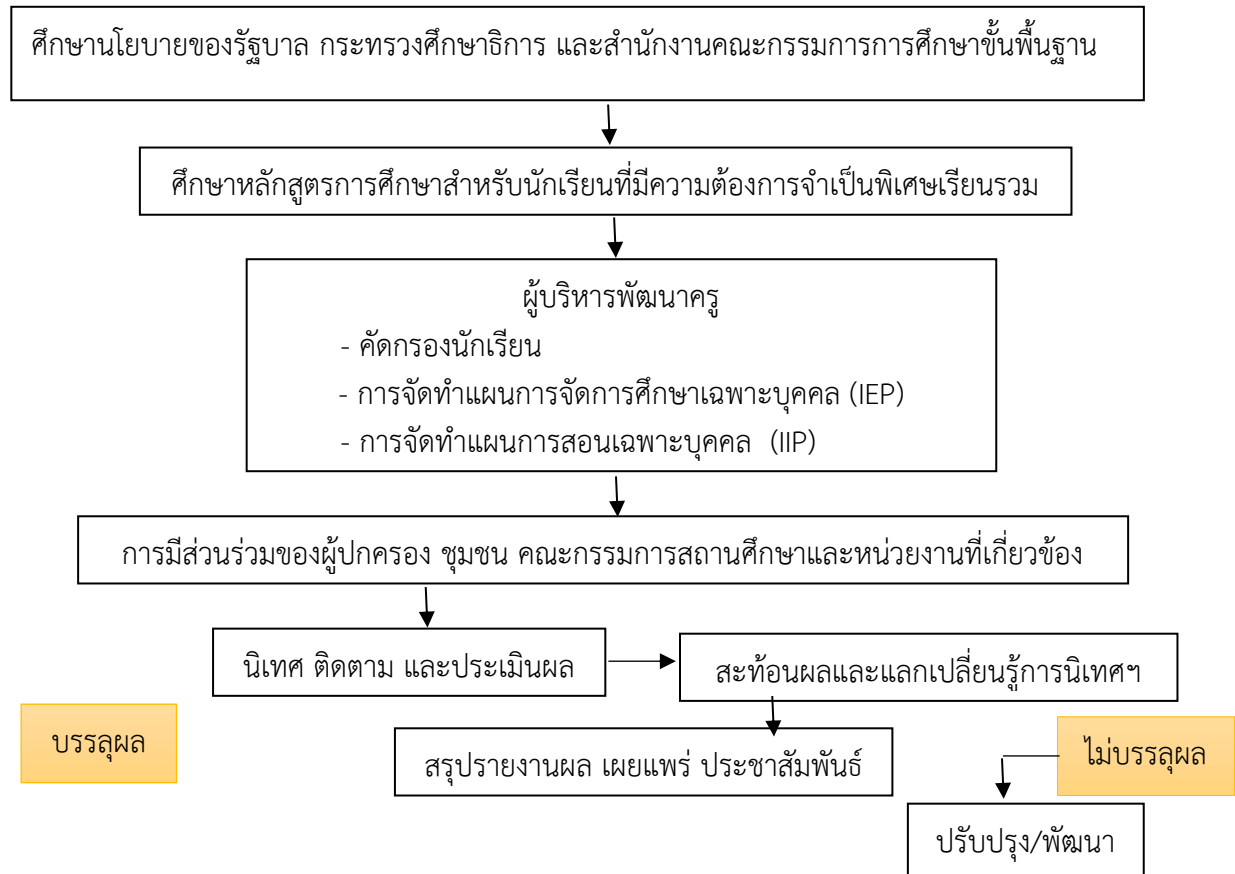 ศึกษานโยบายของรัฐบาล กระทรวงศึกษาธิการ และสำนักงานคณะกรรมการการศึกษาขั้นพื้นฐาน
ศึกษาหลักสูตรการศึกษาสำหรับนักเรียนที่มีความต้องการจำเป็นพิเศษเรียนรวม
ผู้บริหารพัฒนาครู
- คัดกรองนักเรียน
- การจัดทำแผนการจัดการศึกษาเฉพาะบุคคล (IEP)
- การจัดทำแผนการสอนเฉพาะบุคคล (IIP)
การมีส่วนร่วมของผู้ปกครอง ชุมชน คณะกรรมการสถานศึกษาและหน่วยงานที่เกี่ยวข้อง
นิเทศ ติดตาม และประเมินผล
สะท้อนผลและแลกเปลี่ยนรู้การนิเทศฯ
บรรลุผล
สรุปรายงานผล เผยแพร่ ประชาสัมพันธ์
ไม่บรรลุผล
ปรับปรุง/พัฒนา